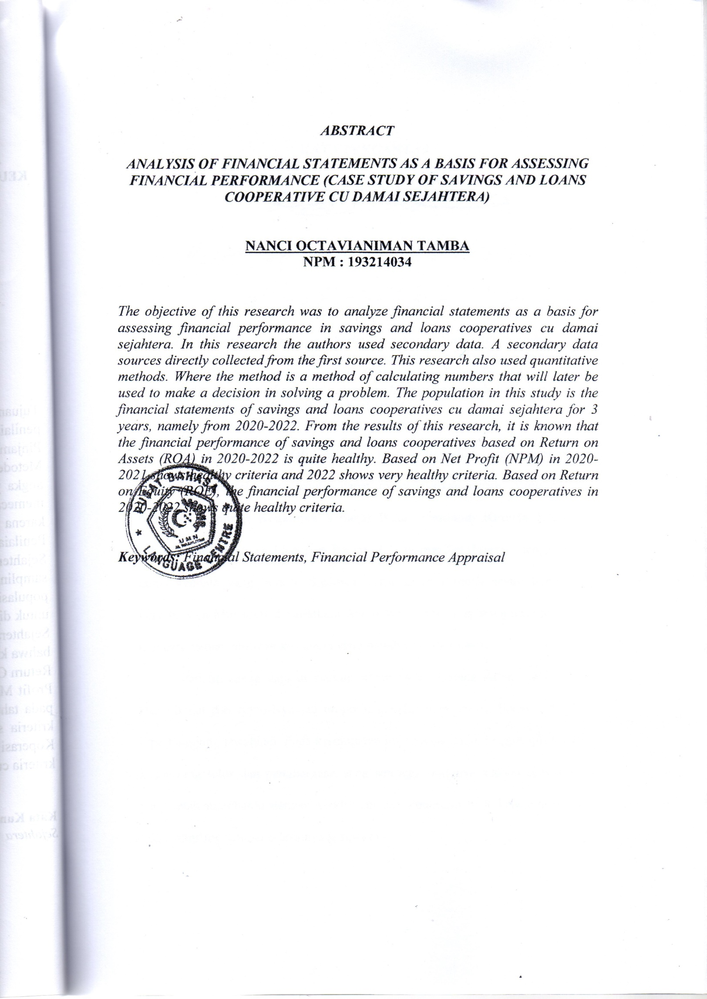 ABSTRACT
ANALYSIS OF FINANCIAL STATEMENTS AS A BASIS FOR ASSESSING
FINANCIAL PERFORMANCE (CASE STUDY OF SAVINGS AND LOANS
COOPERATIVE CU DAMAI SEJAHTERA)
NANCI OCTAVIANIMAN TAMBA
NPM : 193214034
The objective of this research was to analyze financial statements as a basis for
assessing financial performance in savings and loans cooperatives cu damai
sejahtera. In this research the authors used secondary data. A secondary data
sources directly collected from the first source. This research also used quantitative
methods. Where the method is a method of calculating numbers that will later be
used to make a decision in solving a problem. The population in this study is the
financial statements of savings and loans cooperatives cu damai sejahtera for 3
years, namely from 2020-2022. From the results of this research, it is known that
the financial performance of savings and loans cooperatives based on Return on
Assets (ROA) in 2020-2022 is quite healthy. Based on Net Profit (NPM) in 2020-
2021 shows healthy criteria and 2022 shows very healthy criteria. Based on Return
on Equity (ROE), the financial performance of savings and loans cooperatives in
2020-2022 shows quite healthy criteria.
PUSAT BAHASA
UMN
AL WASHLIYAH
LANGUAGE CENTRE
Keywords: Financial Statements, Financial Performance Appraisal